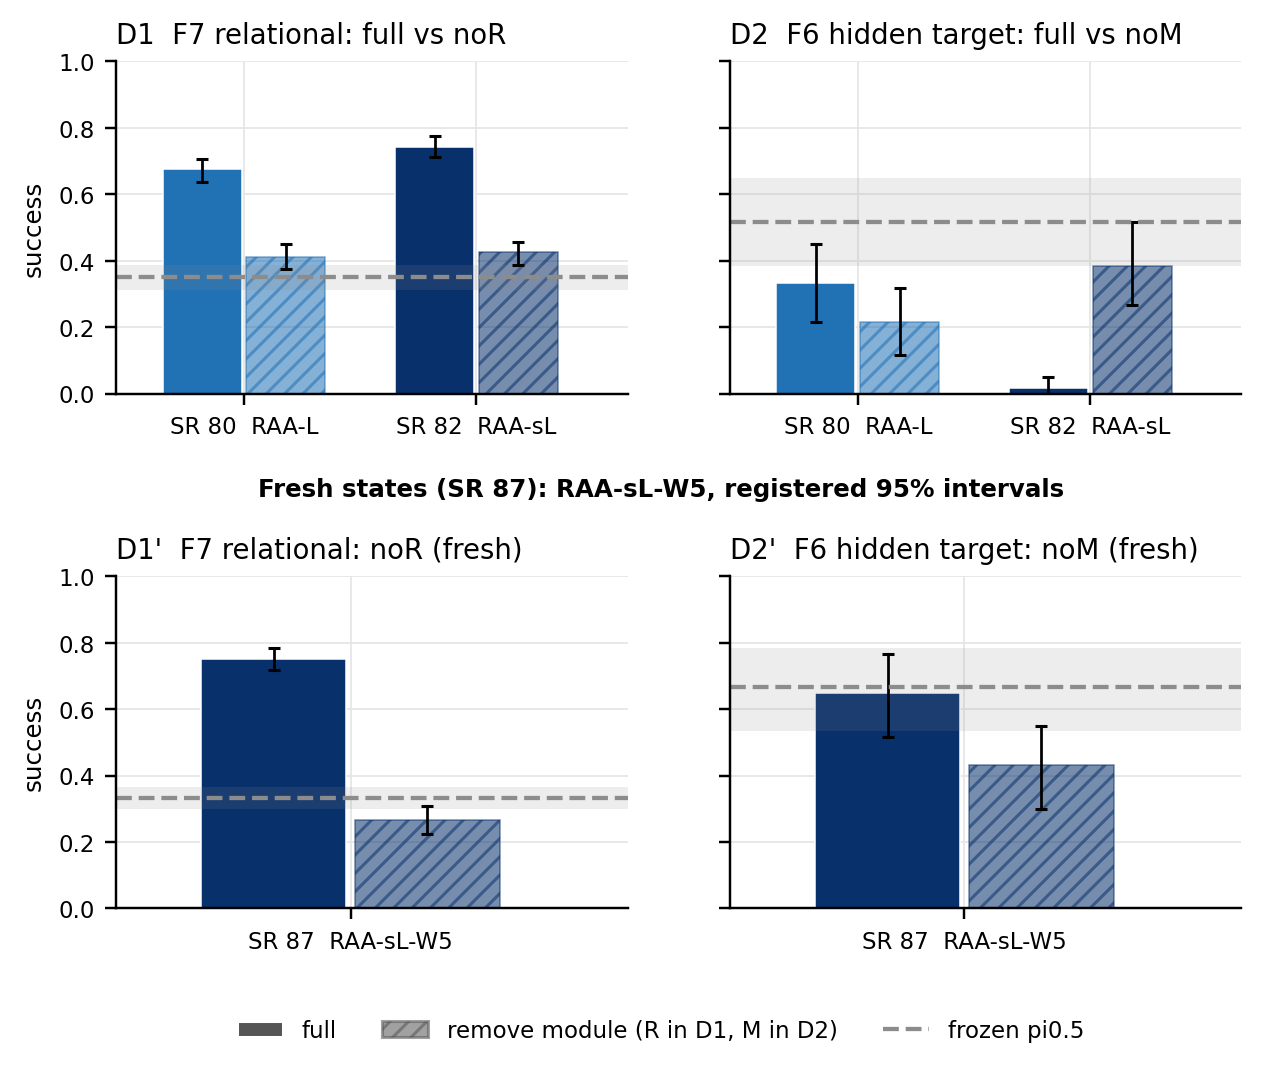 D1  F7 relational: full vs noR
D2  F6 hidden target: full vs noM
success
1.0
0.8
0.6
0.4
0.2
0.0
SR 80  RAA-L
SR 82  RAA-sL
SR 80  RAA-L
SR 82  RAA-sL
Fresh states (SR 87): RAA-sL-W5, registered 95% intervals
D1'  F7 relational: noR (fresh)
D2'  F6 hidden target: noM (fresh)
success
1.0
0.8
0.6
0.4
0.2
0.0
SR 87  RAA-sL-W5
SR 87  RAA-sL-W5
full
remove module (R in D1, M in D2)
frozen pi0.5